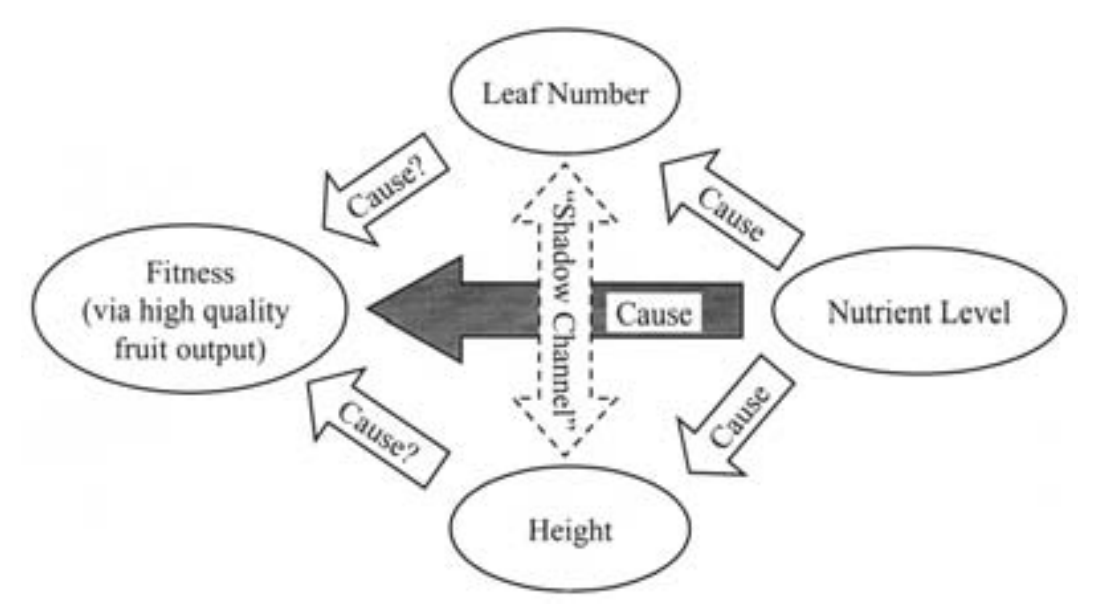 Leaf Number
Cause?
Cause
"Shadow Channel"
Fitness
(via high quality
fruit output)
Cause
Nutrient Level
Cause?
Cause
Height